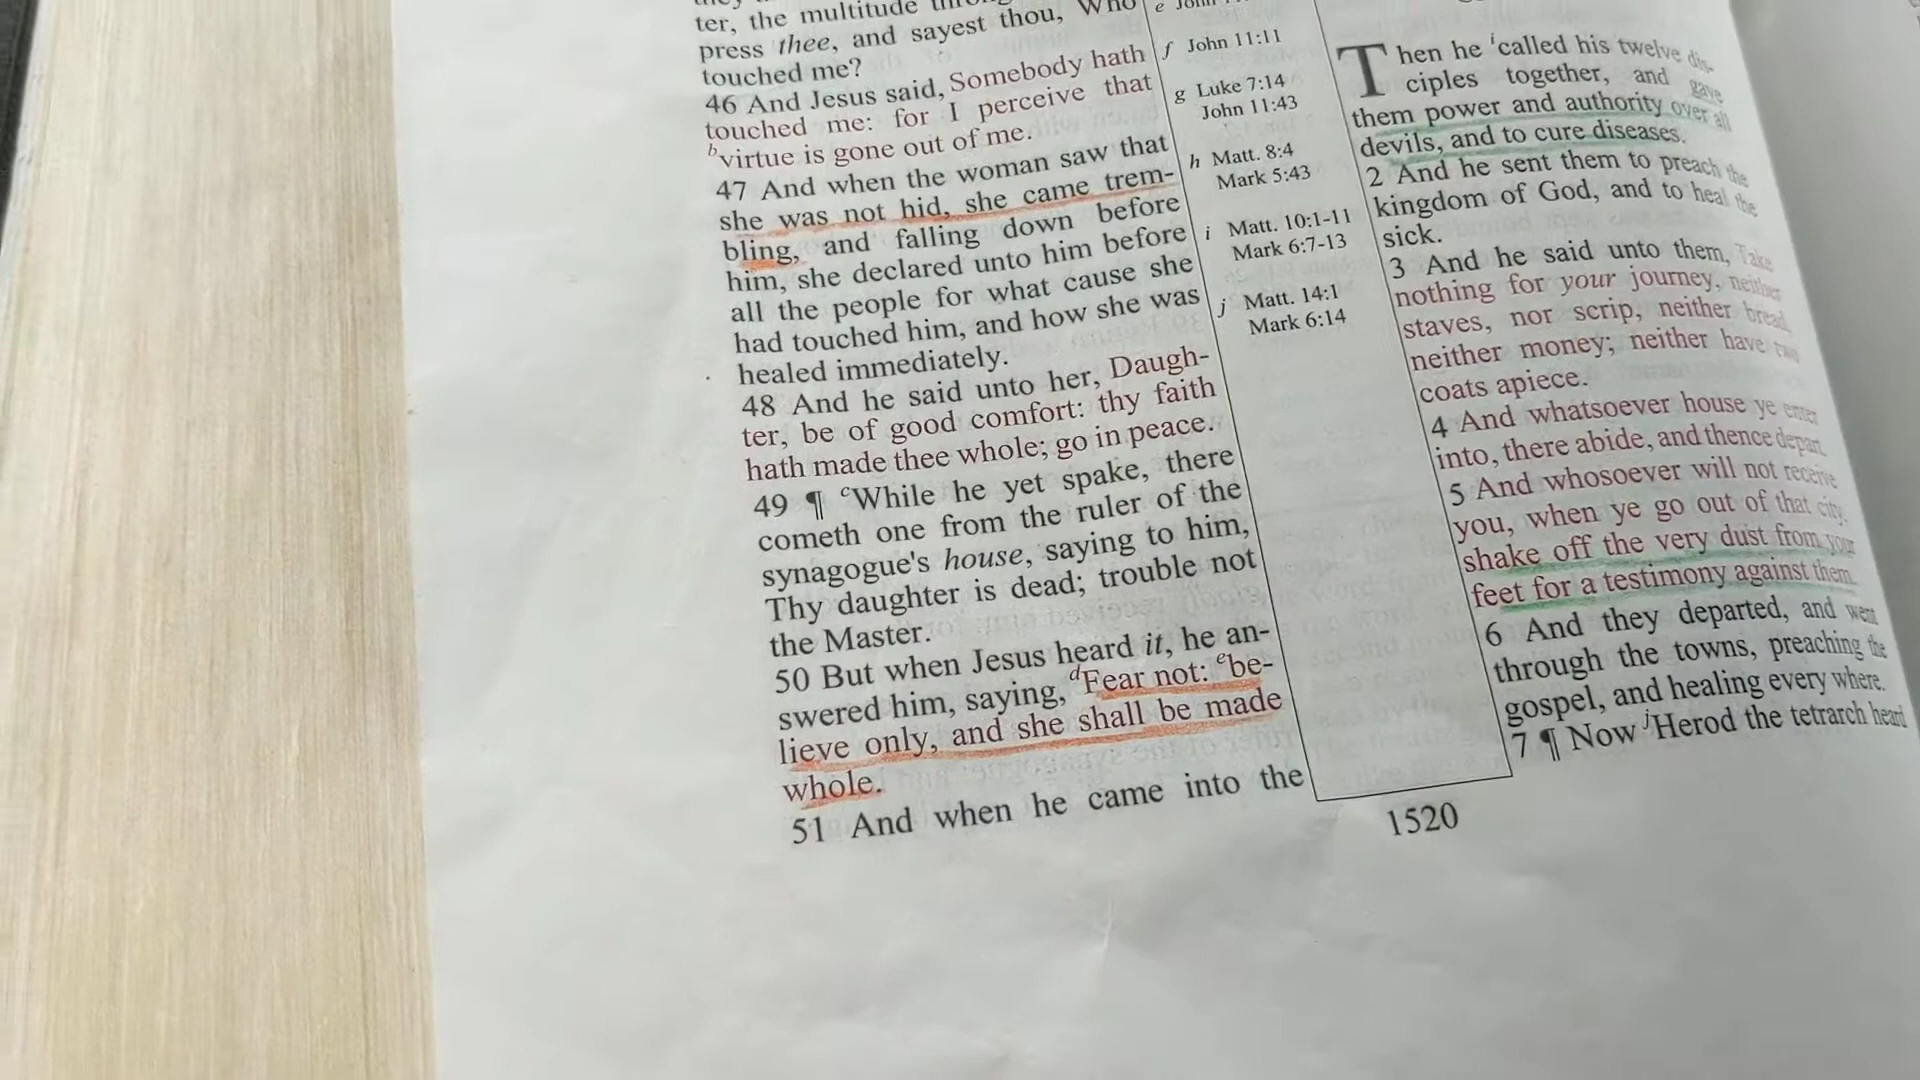 ter, the multitude
press thee, and sayest thou, Who
touched me?
46 And Jesus said, Somebody hath
touched me: for I perceive that
bvirtue is gone out of me.
47 And when the woman saw that
she was not hid, she came trem-
bling, and falling down before
him, she declared unto him before
all the people for what cause she
had touched him, and how she was
healed immediately.
48 And he said unto her, Daugh-
ter, be of good comfort: thy faith
hath made thee whole; go in peace.
49 ¶ cWhile he yet spake, there
cometh one from the ruler of the
synagogue's house, saying to him,
Thy daughter is dead; trouble not
the Master.
50 But when Jesus heard it, he an-
swered him, saying, dFear not: ebe-
lieve only, and she shall be made
whole.
51 And when he came into the
e John
f John 11:11
g Luke 7:14
John 11:43
h Matt. 8:4
Mark 5:43
i Matt. 10:1-11
Mark 6:7-13
j Matt. 14:1
Mark 6:14
Then he icalled his twelve dis-
ciples together, and gave
them power and authority over all
devils, and to cure diseases.
2 And he sent them to preach the
kingdom of God, and to heal the
sick.
3 And he said unto them, Take
nothing for your journey, neither
staves, nor scrip, neither bread,
neither money; neither have two
coats apiece.
4 And whatsoever house ye enter
into, there abide, and thence depart.
5 And whosoever will not receive
you, when ye go out of that city,
shake off the very dust from your
feet for a testimony against them.
6 And they departed, and went
through the towns, preaching the
gospel, and healing every where.
7 ¶ Now jHerod the tetrarch heard
1520